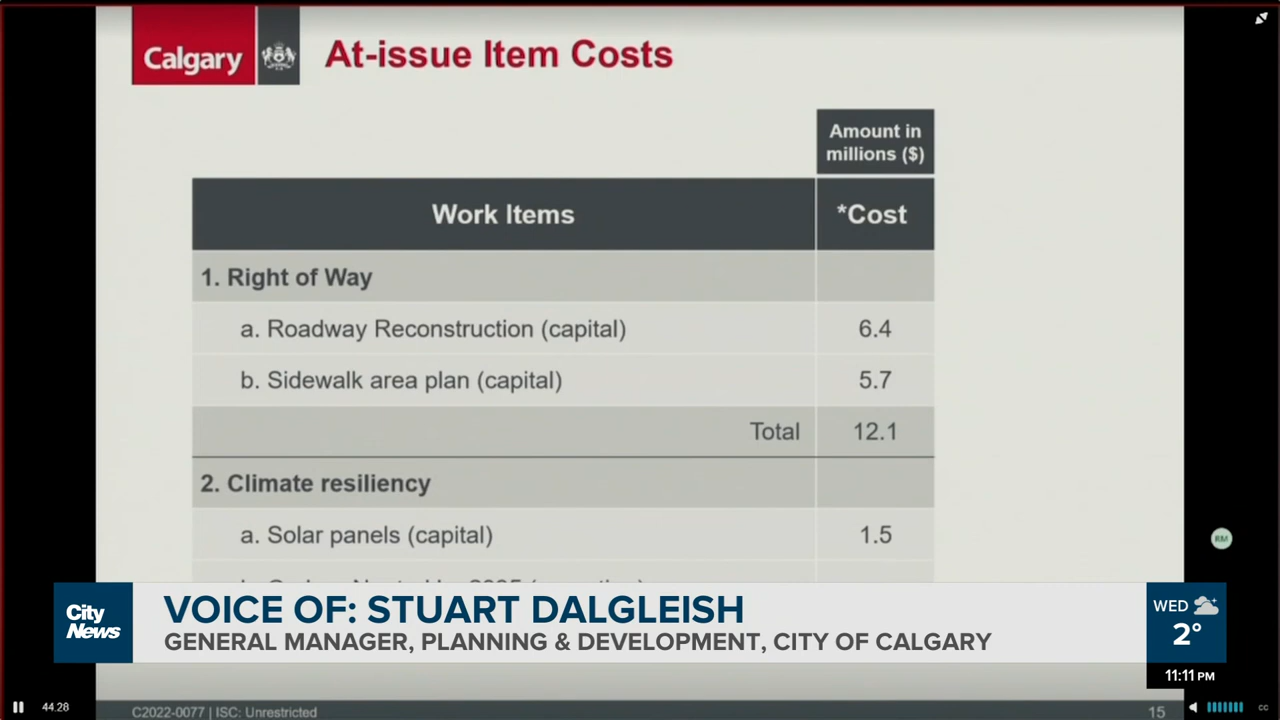 Calgary
At-issue Item Costs
Amount in
millions ($)
Work Items
*Cost
1. Right of Way
a. Roadway Reconstruction (capital)
6.4
b. Sidewalk area plan (capital)
5.7
Total
12.1
2. Climate resiliency
a. Solar panels (capital)
1.5
RM
City
News
VOICE OF: STUART DALGLEISH
GENERAL MANAGER, PLANNING & DEVELOPMENT, CITY OF CALGARY
WED
2°
11:11 PM
44.28
C2022-0077 | ISC: Unrestricted
15
CC